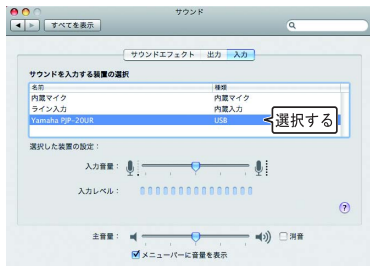 サウンド
すべてを表示
サウンドエフェクト 出力 入力
サウンドを入力する装置の選択
名前 種類
内蔵マイク 内蔵マイク
ライン入力 内蔵入力
Yamaha PJP-20UR USB
選択する
選択した装置の設定：
入力音量：
入力レベル：
?
主音量： 消音
メニューバーに音量を表示